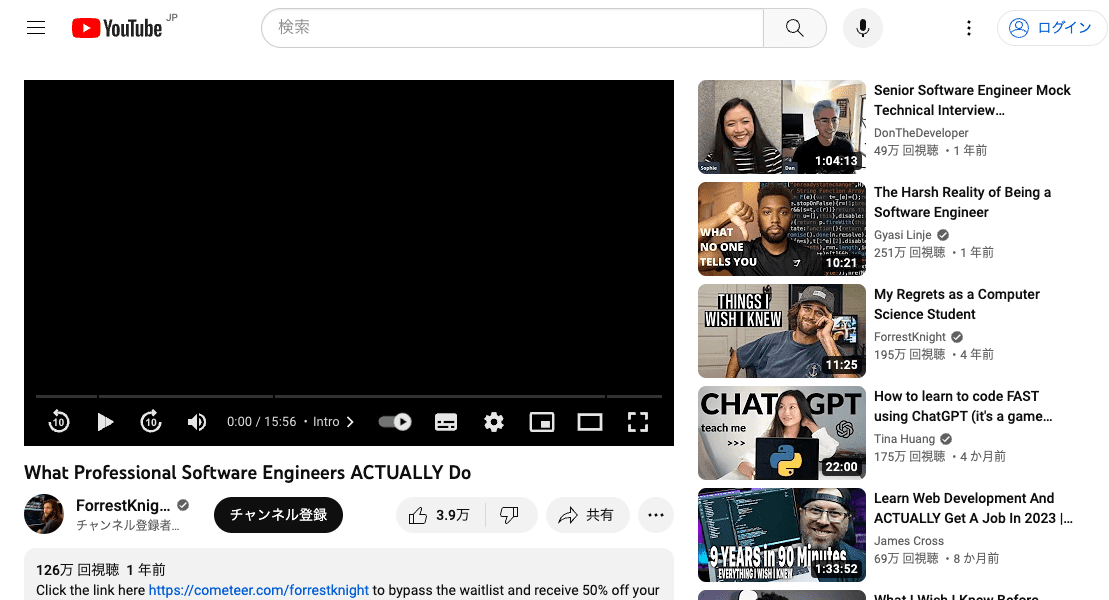 YouTube JP
検索
ログイン
10
10
0:00 / 15:56 • Intro
What Professional Software Engineers ACTUALLY Do
ForrestKnig...
チャンネル登録者...
チャンネル登録
3.9万
共有
126万 回視聴 1 年前
Click the link here https://cometeer.com/forrestknight to bypass the waitlist and receive 50% off your
Sophie
Dan
1:04:13
Senior Software Engineer Mock
Technical Interview...
DonTheDeveloper
49万 回視聴 ・1 年前
WHAT
NO ONE
TELLS YOU
10:21
The Harsh Reality of Being a
Software Engineer
Gyasi Linje
251万 回視聴 ・1 年前
THINGS I
WISH I KNEW
11:25
My Regrets as a Computer
Science Student
ForrestKnight
195万 回視聴 ・4 年前
CHATGPT
teach me
>>>
22:00
How to learn to code FAST
using ChatGPT (it's a game...
Tina Huang
175万 回視聴 ・4 か月前
9 YEARS in 90 Minutes
EVERYTHING I WISH I KNEW
1:33:52
Learn Web Development And
ACTUALLY Get A Job In 2023 |...
James Cross
69万 回視聴 ・8 か月前